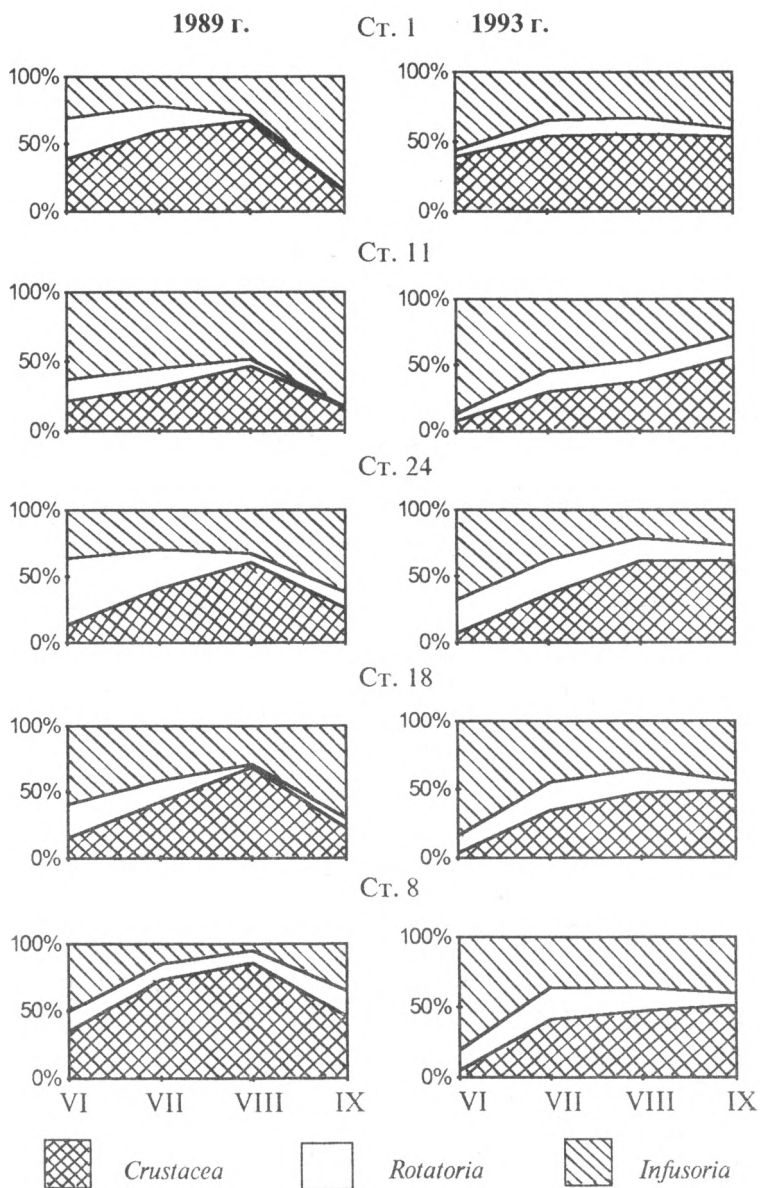 1989 г. Ст. 1 1993 г.
100% 100%
50% 50%
0% 0%
Ст. 11
100% 100%
50% 50%
0% 0%
Ст. 24
100% 100%
50% 50%
0% 0%
Ст. 18
100% 100%
50% 50%
0% 0%
Ст. 8
100% 100%
50% 50%
0% 0%
VI VII VIII IX VI VII VIII IX
Crustacea Rotatoria Infusoria